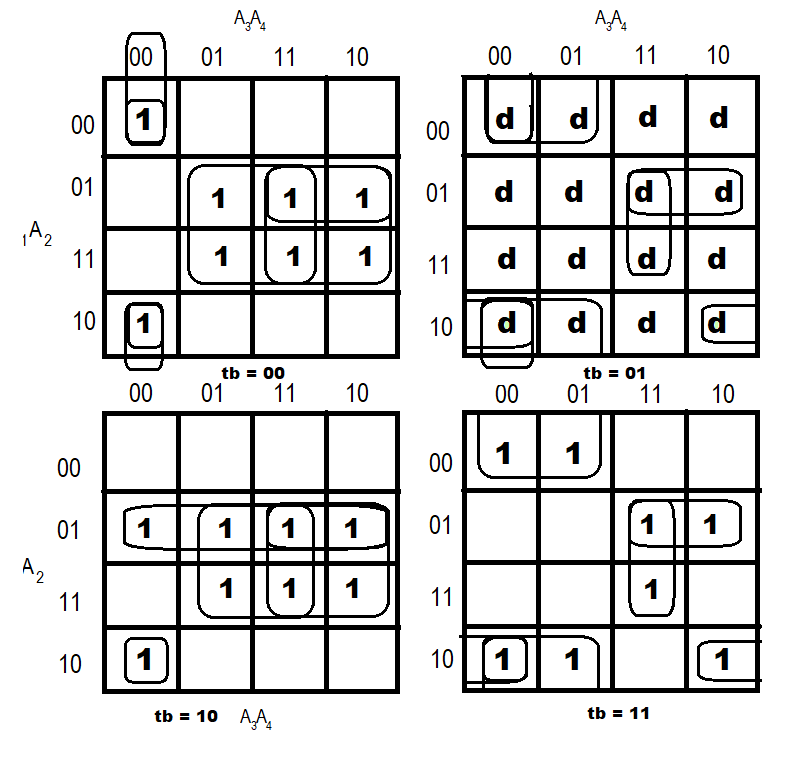 A₃A₄ A₃A₄
00 01 11 10 00 01 11 10
00 1 00 d d d d
01 1 1 1 01 d d d d
₁A₂
11 1 1 1 11 d d d d
10 1 10 d d d d
tb = 00 tb = 01
00 01 11 10 00 01 11 10
00 00 1 1
01 1 1 1 1 01 1 1
A₂
11 1 1 1 11 1
10 1 10 1 1 1
tb = 10 A₃A₄ tb = 11